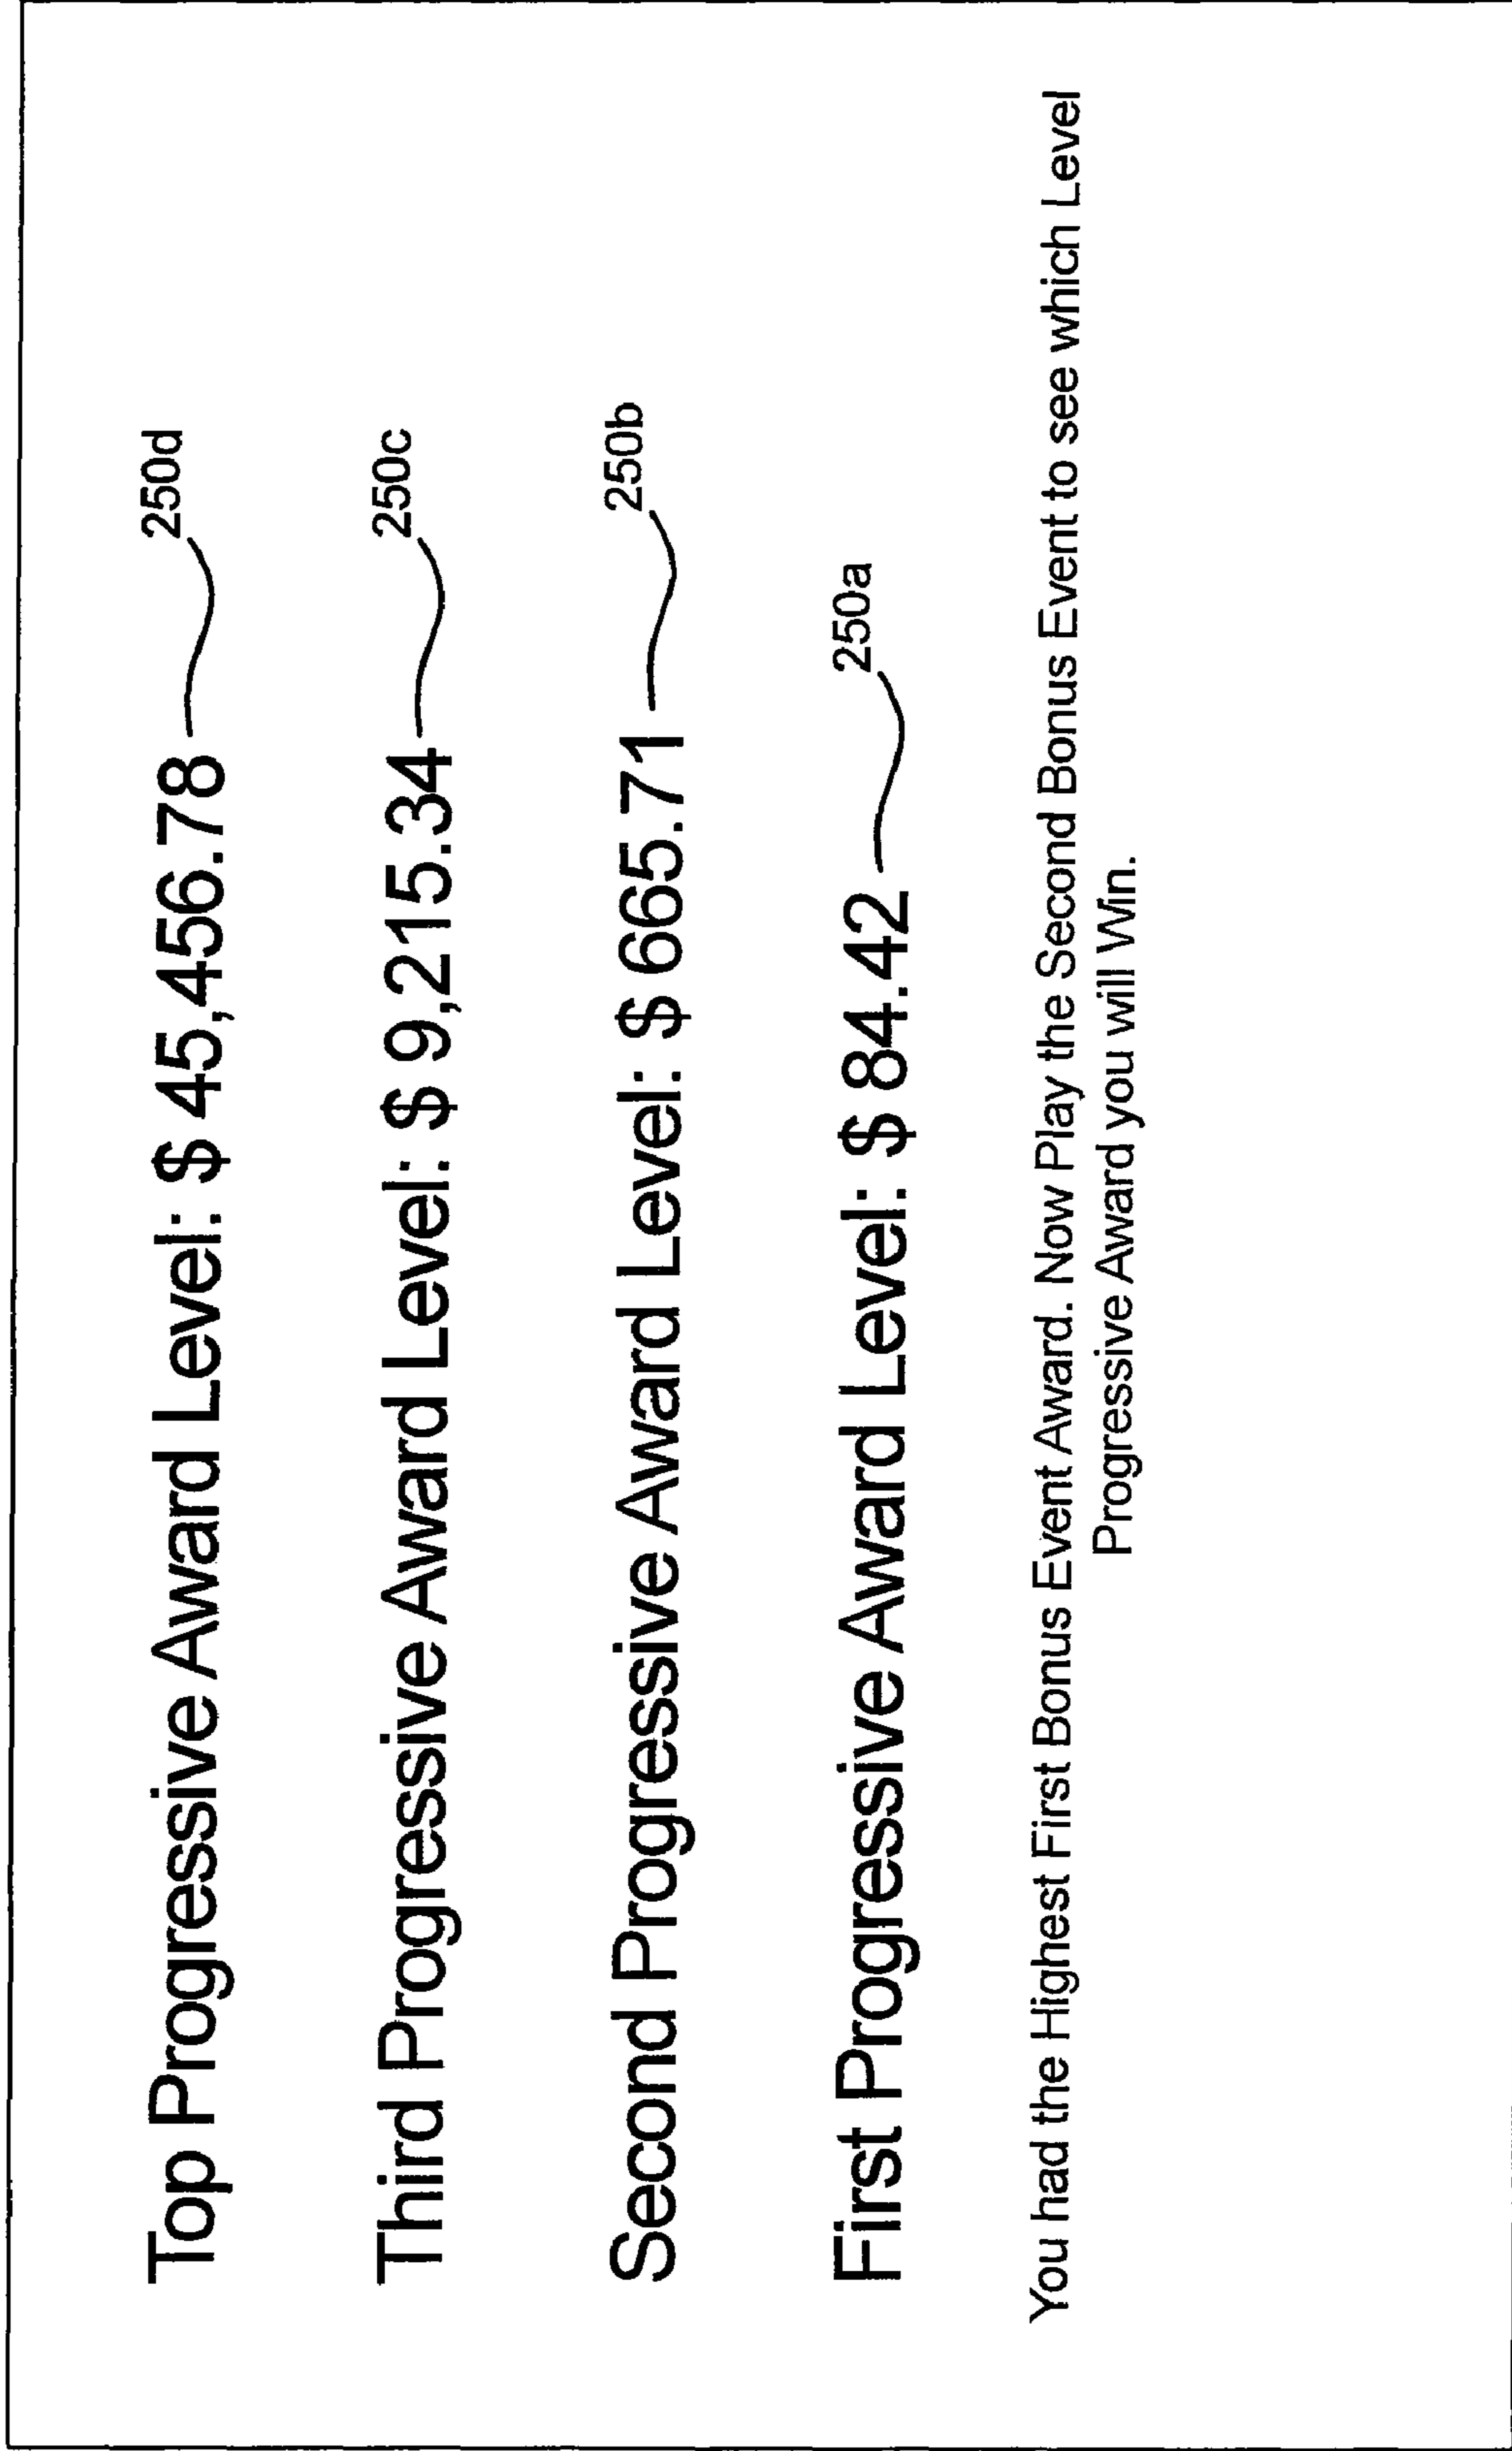 Top Progressive Award Level: $ 45,456.78 250d
Third Progressive Award Level: $ 9,215.34 250c
Second Progressive Award Level: $ 665.71 250b
First Progressive Award Level: $ 84.42 250a
You had the Highest First Bonus Event Award. Now Play the Second Bonus Event to see which Level
Progressive Award you will Win.